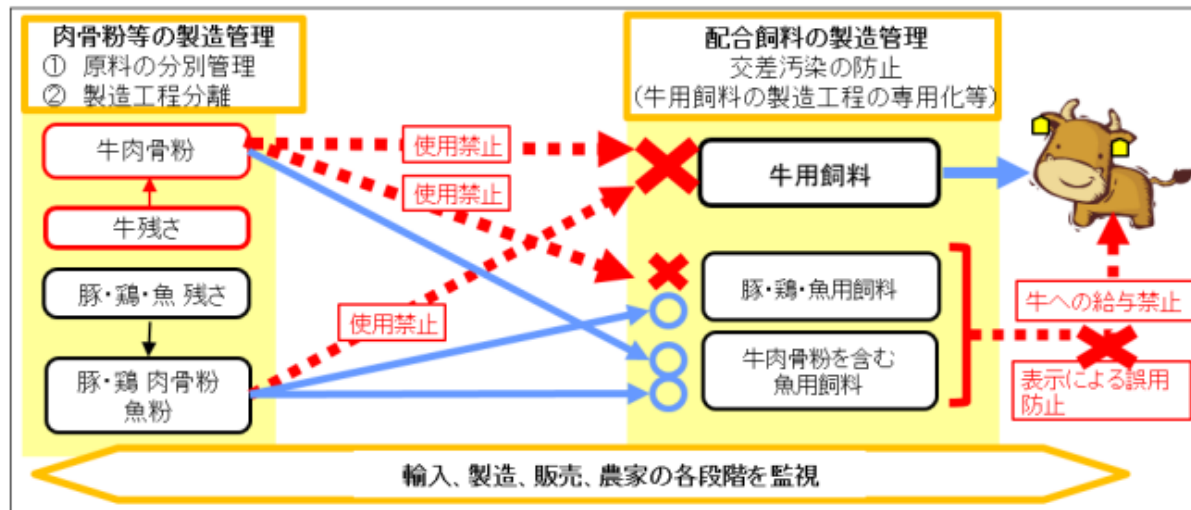 肉骨粉等の製造管理
① 原料の分別管理
② 製造工程分離
配合飼料の製造管理
交差汚染の防止
(牛用飼料の製造工程の専用化等)
牛肉骨粉
使用禁止
牛用飼料
使用禁止
牛残さ
豚・鶏・魚 残さ
豚・鶏・魚用飼料
牛への給与禁止
使用禁止
豚・鶏 肉骨粉
魚粉
牛肉骨粉を含む
魚用飼料
表示による誤用
防止
輸入、製造、販売、農家の各段階を監視